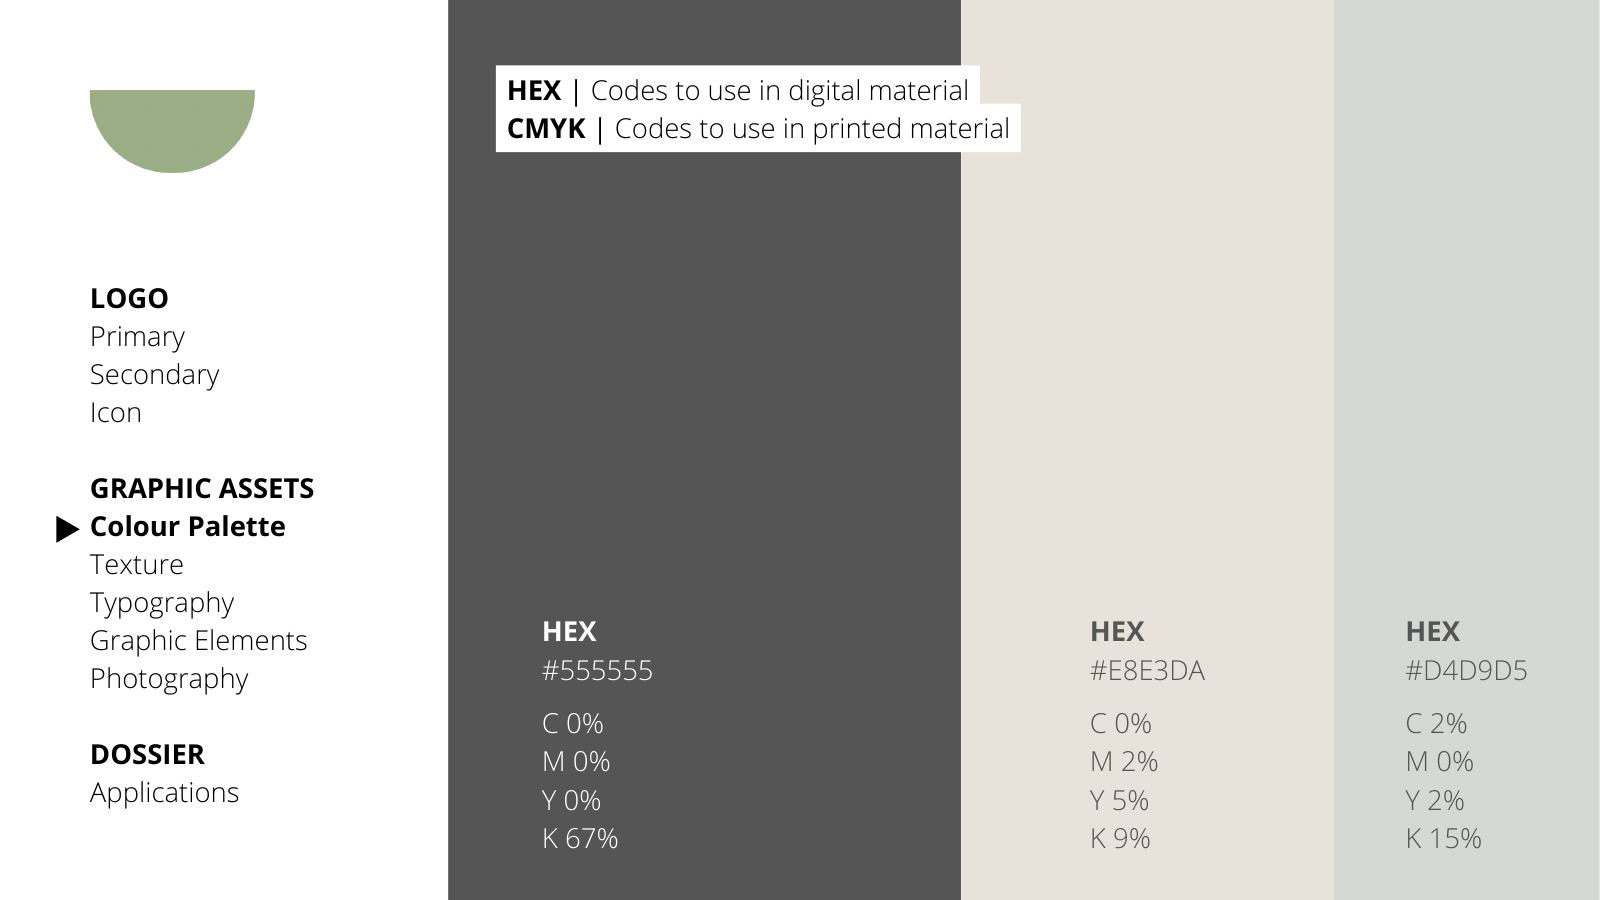 LOGO
Primary
Secondary
Icon
GRAPHIC ASSETS
Colour Palette
Texture
Typography
Graphic Elements
Photography
DOSSIER
Applications
HEX | Codes to use in digital material
CMYK | Codes to use in printed material
HEX
#555555
C 0%
M 0%
Y 0%
K 67%
HEX
#E8E3DA
C 0%
M 2%
Y 5%
K 9%
HEX
#D4D9D5
C 2%
M 0%
Y 2%
K 15%